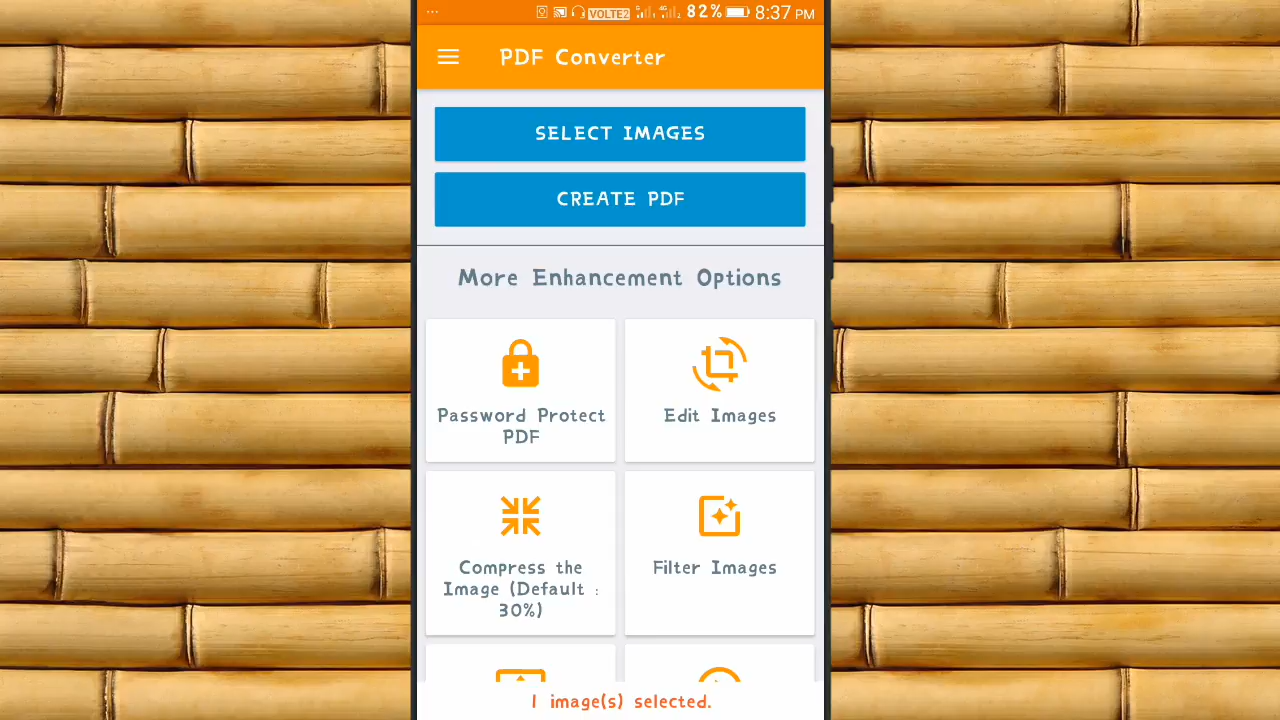 VOLTE2 82% 8:37 PM
PDF Converter
SELECT IMAGES
CREATE PDF
More Enhancement Options
Password Protect
PDF
Edit Images
Compress the
Image (Default :
30%)
Filter Images
1 image(s) selected.